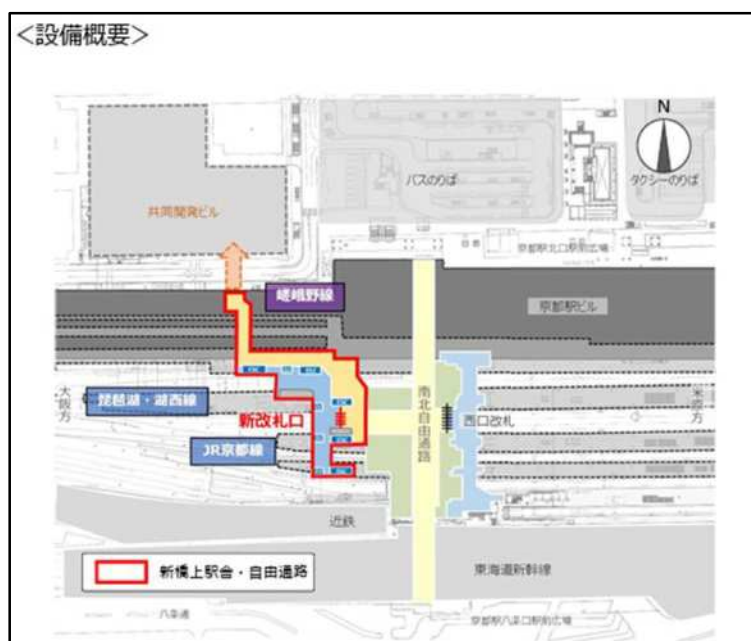 <設備概要>
N
バスのりば
タクシーのりば
共同開発ビル
京都駅北口駅前広場
嵯峨野線
京都駅ビル
大阪方
琵琶湖・湖西線
新改札口
南北自由通路
西口改札
米原方
JR京都線
近鉄
新橋上駅舎・自由通路
東海道新幹線
八条通
京都駅八条口駅前広場